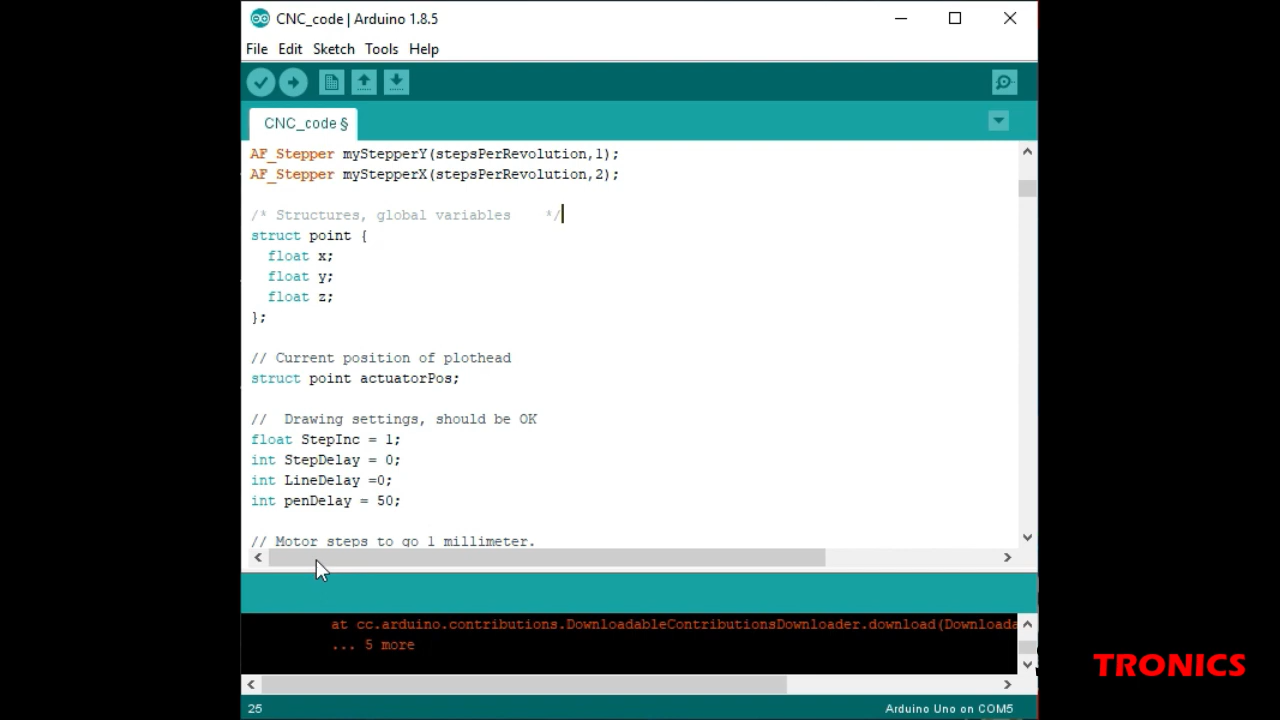 CNC_code | Arduino 1.8.5
File Edit Sketch Tools Help
CNC_code §
AF_Stepper myStepperY(stepsPerRevolution,1);
AF_Stepper myStepperX(stepsPerRevolution,2);
/* Structures, global variables    */
struct point {
  float x;
  float y;
  float z;
};
// Current position of plothead
struct point actuatorPos;
//  Drawing settings, should be OK
float StepInc = 1;
int StepDelay = 0;
int LineDelay =0;
int penDelay = 50;
// Motor steps to go 1 millimeter.
at cc.arduino.contributions.DownloadableContributionsDownloader.download(Downloada
... 5 more
TRONICS
25
Arduino Uno on COM5